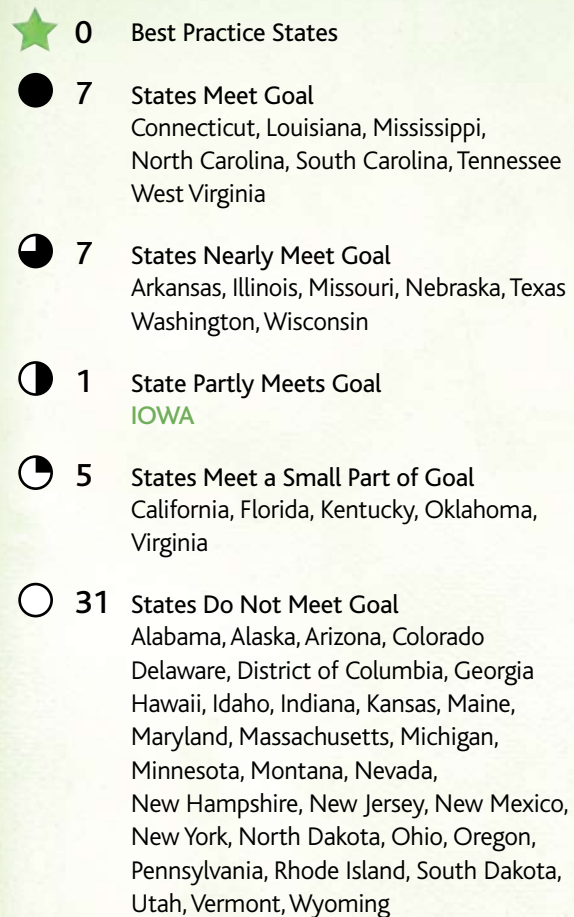 0 Best Practice States
7 States Meet Goal
Connecticut, Louisiana, Mississippi,
North Carolina, South Carolina, Tennessee
West Virginia
7 States Nearly Meet Goal
Arkansas, Illinois, Missouri, Nebraska, Texas
Washington, Wisconsin
1 State Partly Meets Goal
IOWA
5 States Meet a Small Part of Goal
California, Florida, Kentucky, Oklahoma,
Virginia
31 States Do Not Meet Goal
Alabama, Alaska, Arizona, Colorado
Delaware, District of Columbia, Georgia
Hawaii, Idaho, Indiana, Kansas, Maine,
Maryland, Massachusetts, Michigan,
Minnesota, Montana, Nevada,
New Hampshire, New Jersey, New Mexico,
New York, North Dakota, Ohio, Oregon,
Pennsylvania, Rhode Island, South Dakota,
Utah, Vermont, Wyoming